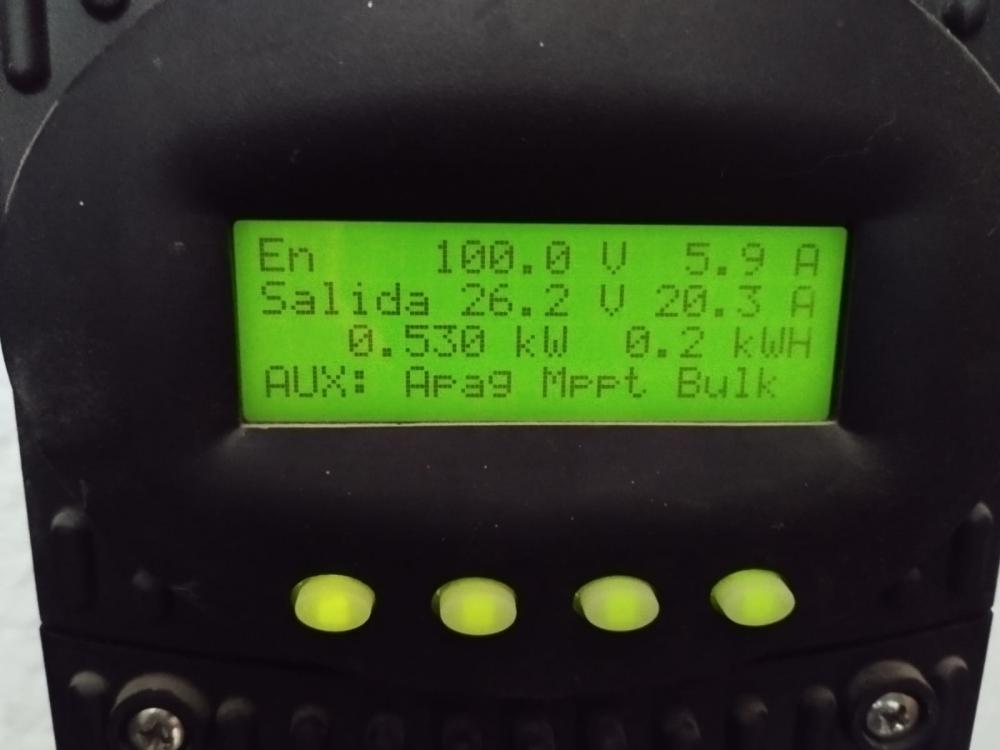 En 100.0 V 5.9 A
Salida 26.2 V 20.3 A
0.530 kW 0.2 kWH
AUX: Apag Mppt Bulk